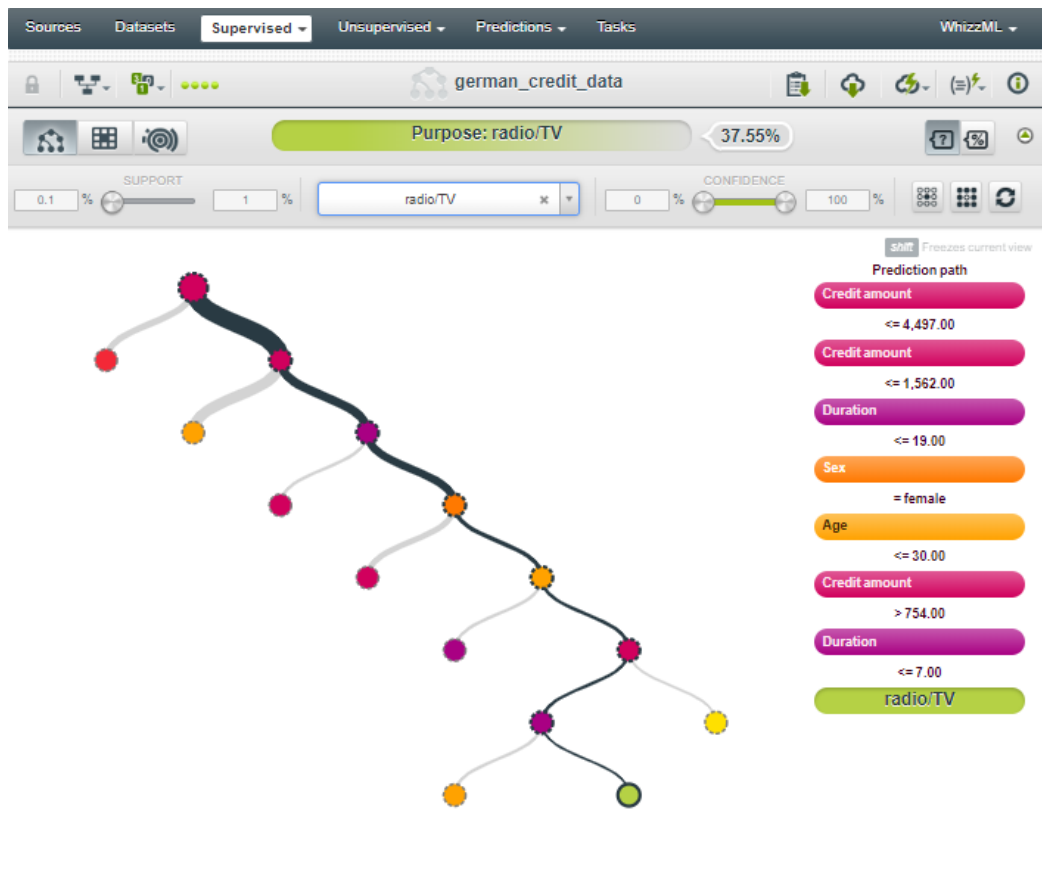 Sources Datasets Supervised Unsupervised Predictions Tasks WhizzML
german_credit_data
Purpose: radio/TV 37.55%
SUPPORT CONFIDENCE
0.1 % 1 % radio/TV 0 % 100 %
shift Freezes current view
Prediction path
Credit amount
<= 4,497.00
Credit amount
<= 1,562.00
Duration
<= 19.00
Sex
= female
Age
<= 30.00
Credit amount
> 754.00
Duration
<= 7.00
radio/TV